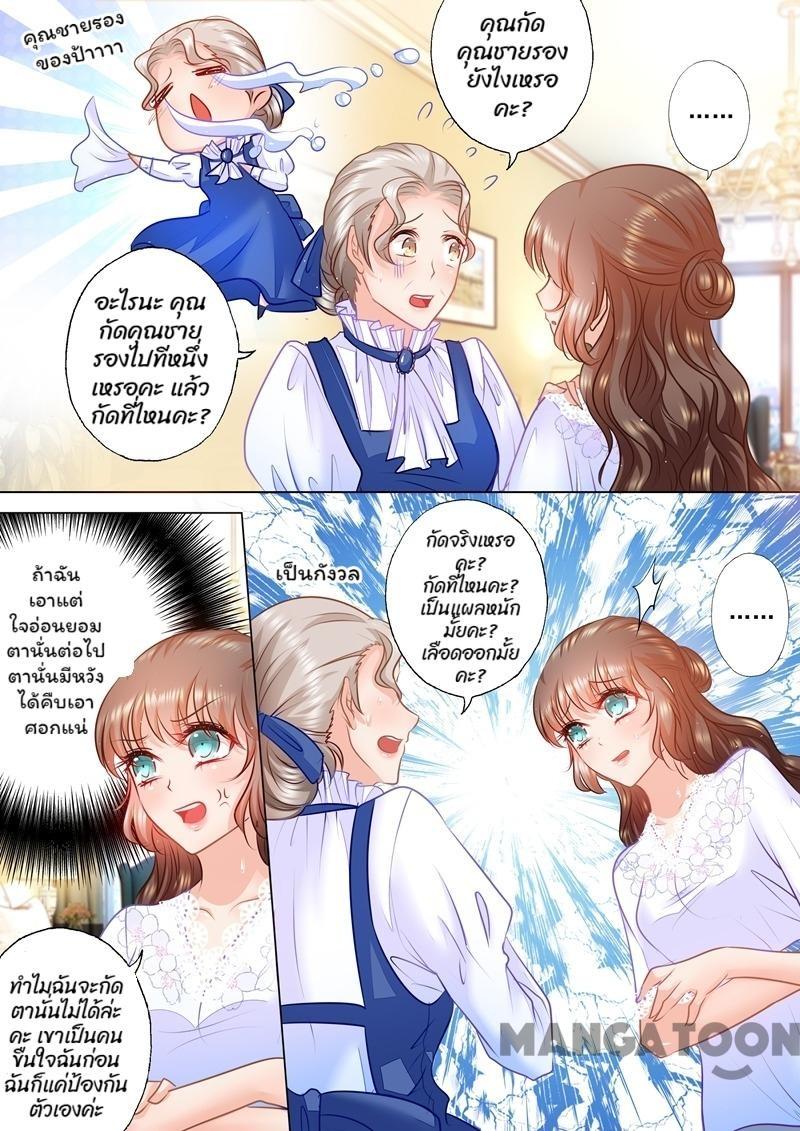 คุณชายรอง
ของป้าาาา
คุณกัด
คุณชายรอง
ยังไงเหรอ
คะ?
......
อะไรนะ คุณ
กัดคุณชาย
รองไปทีหนึ่ง
เหรอคะ แล้ว
กัดที่ไหนคะ?
ถ้าฉัน
เอาแต่
ใจอ่อนยอม
ตานั่นต่อไป
ตานั่นมีหวัง
ได้คืบเอา
ศอกแน่
เป็นกังวล
กัดจริงเหรอ
คะ?
กัดที่ไหนคะ?
เป็นแผลหนัก
มั้ยคะ?
เลือดออกมั้ย
คะ?
......
ทำไมฉันจะกัด
ตานั่นไม่ได้ล่ะ
คะ เขาเป็นคน
ขืนใจฉันก่อน
ฉันก็แค่ป้องกัน
ตัวเองค่ะ
MANGATOON